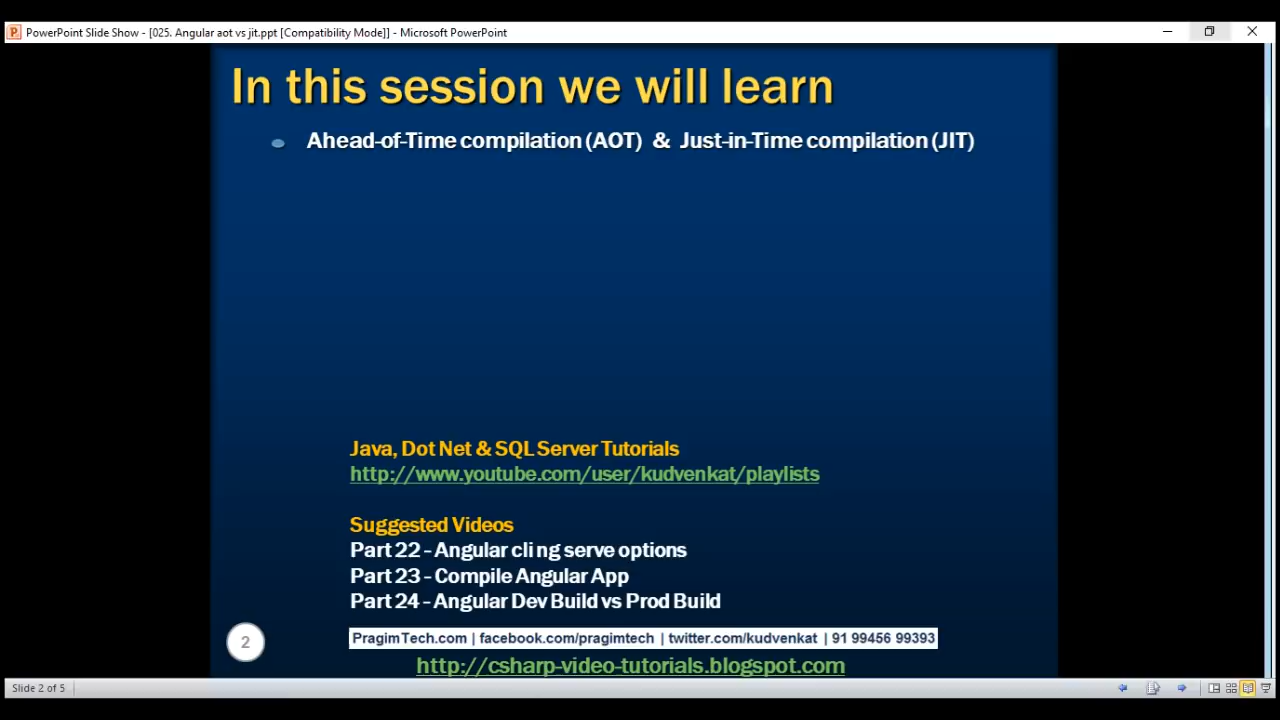 PowerPoint Slide Show - [025. Angular aot vs jit.ppt [Compatibility Mode]] - Microsoft PowerPoint
In this session we will learn
Ahead-of-Time compilation (AOT) & Just-in-Time compilation (JIT)
Java, Dot Net & SQL Server Tutorials
http://www.youtube.com/user/kudvenkat/playlists
Suggested Videos
Part 22 - Angular cli ng serve options
Part 23 - Compile Angular App
Part 24 - Angular Dev Build vs Prod Build
2
PragimTech.com | facebook.com/pragimtech | twitter.com/kudvenkat | 91 99456 99393
http://csharp-video-tutorials.blogspot.com
Slide 2 of 5